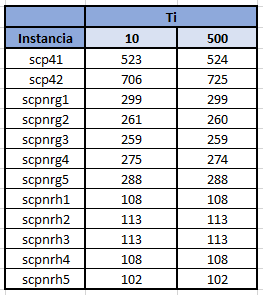 Ti
Instancia 10 500
scp41 523 524
scp42 706 725
scpnrg1 299 299
scpnrg2 261 260
scpnrg3 259 259
scpnrg4 275 274
scpnrg5 288 288
scpnrh1 108 108
scpnrh2 113 113
scpnrh3 113 113
scpnrh4 108 108
scpnrh5 102 102